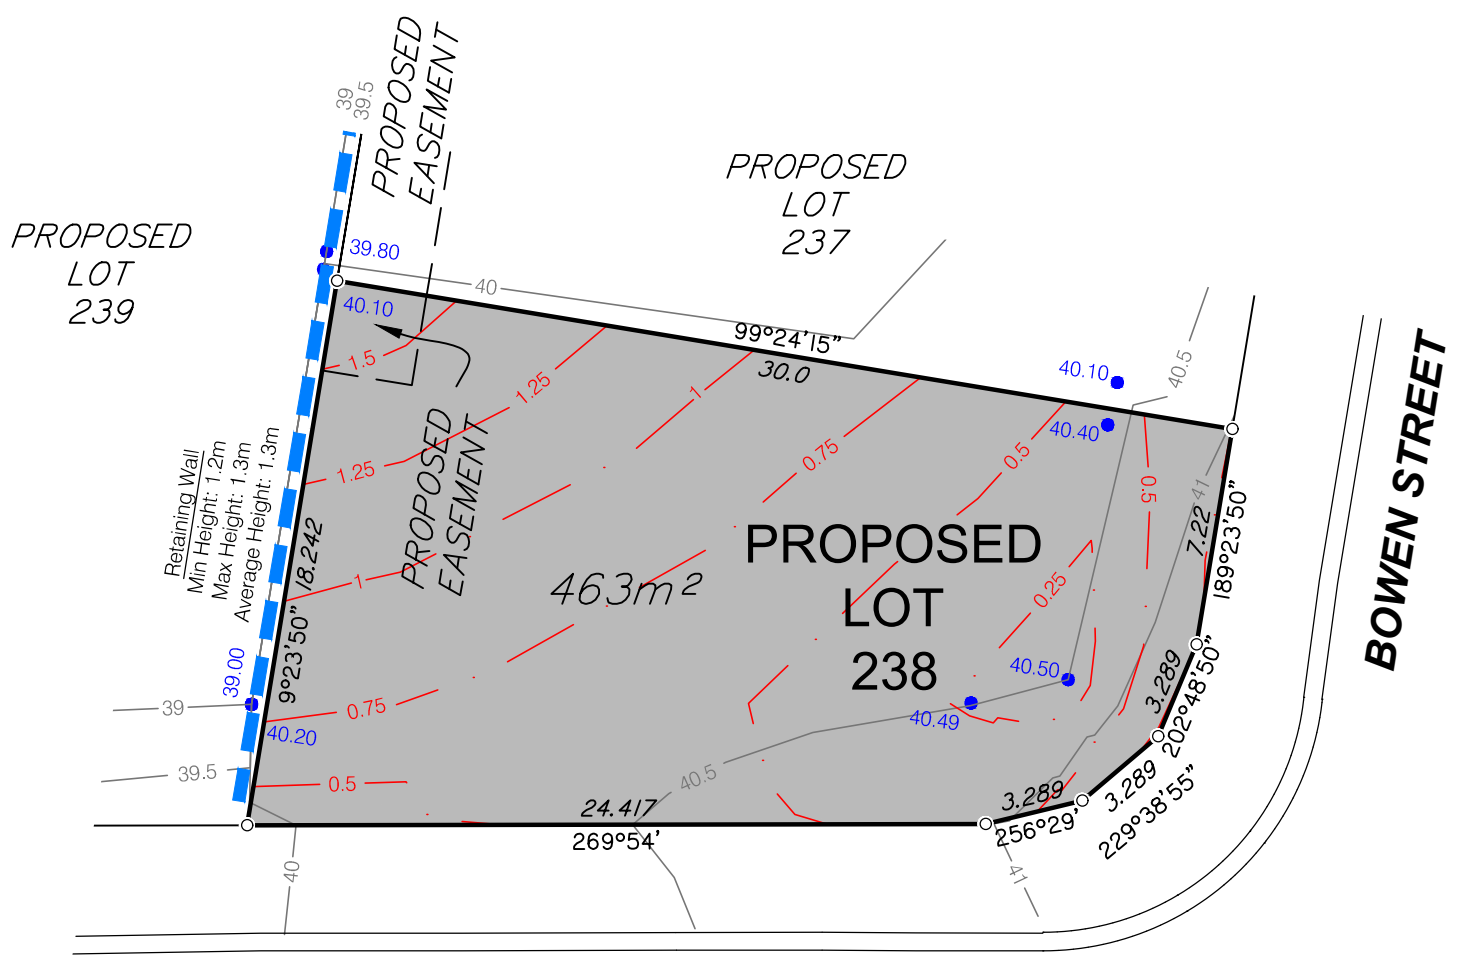 39
39.5
PROPOSED
EASEMENT
PROPOSED
LOT
237
PROPOSED
LOT
239
39.80
40
40.10
99°24'15"
30.0
40.10
40.40
40.5
BOWEN STREET
1.5
1.25
1
0.75
0.5
0.5
41
7.22
189°23'50"
PROPOSED
EASEMENT
1.25
Retaining Wall
Min Height: 1.2m
Max Height: 1.3m
Average Height: 1.3m
18.242
9°23'50"
1
463m²
PROPOSED
LOT
238
0.25
39.00
39
40.20
0.75
40.50
40.49
3.289
202°48'50"
39.5
0.5
40.5
24.417
269°54'
3.289
256°29'
3.289
229°38'55"
40
41